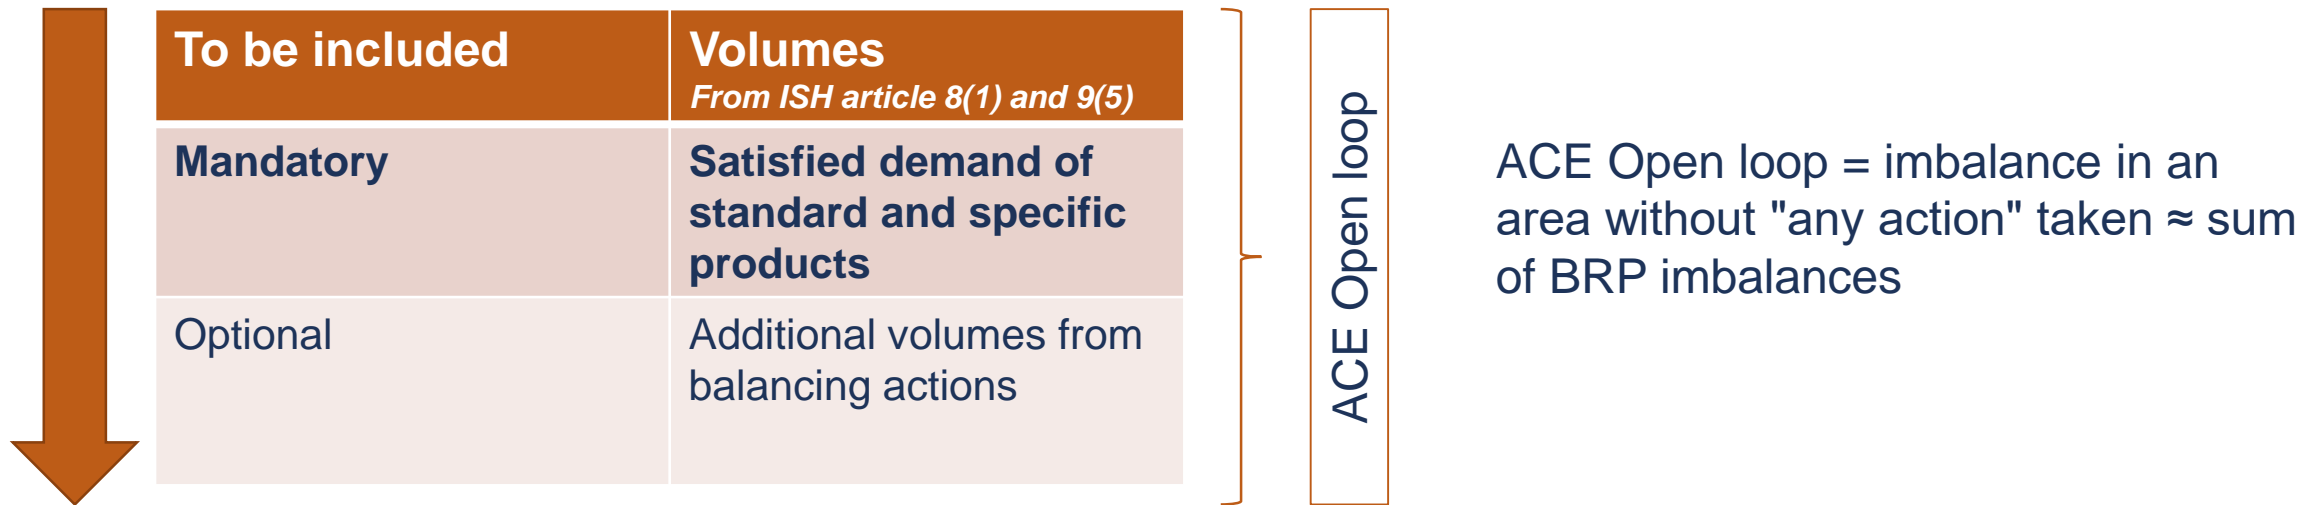 To be included
Volumes
From ISH article 8(1) and 9(5)
Mandatory
Satisfied demand of
standard and specific
products
Optional
Additional volumes from
balancing actions
ACE Open loop
ACE Open loop = imbalance in an
area without "any action" taken ≈ sum
of BRP imbalances